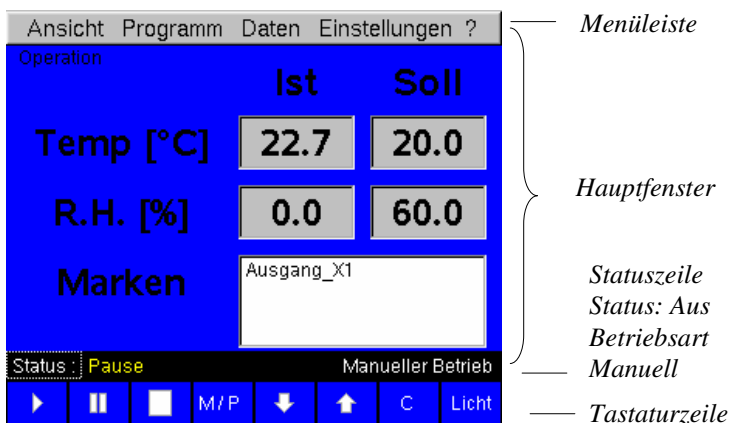 Ansicht Programm Daten Einstellungen ?
Menüleiste
Operation
Ist Soll
Temp [°C] 22.7 20.0
R.H. [%] 0.0 60.0
Hauptfenster
Marken Ausgang_X1
Statuszeile
Status: Aus
Betriebsart
Manuell
Status : Pause Manueller Betrieb
M/P C Licht
Tastaturzeile